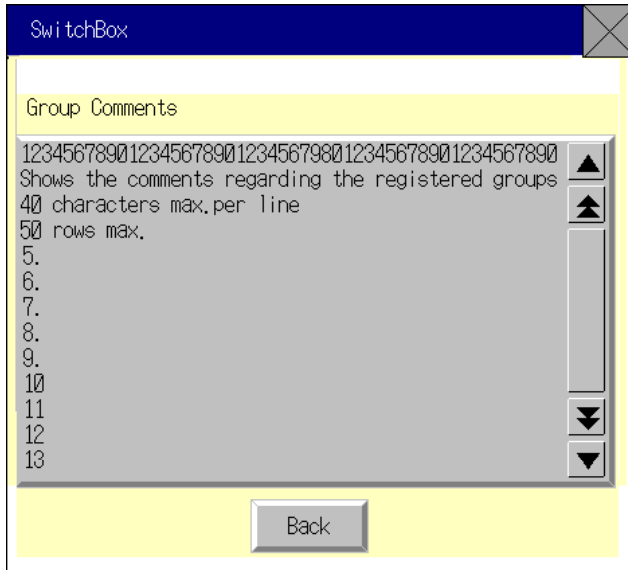 SwitchBox
Group Comments
12345678901234567890123456798012345678901234567890
Shows the comments regarding the registered groups
40 characters max.per line
50 rows max.
5.
6.
7.
8.
9.
10
11
12
13
Back